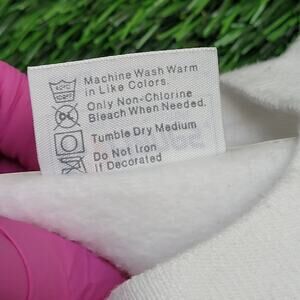 Machine Wash Warm
in Like Colors.
Only Non-Chlorine
Bleach When Needed.
Tumble Dry Medium
Do Not Iron
if Decorated